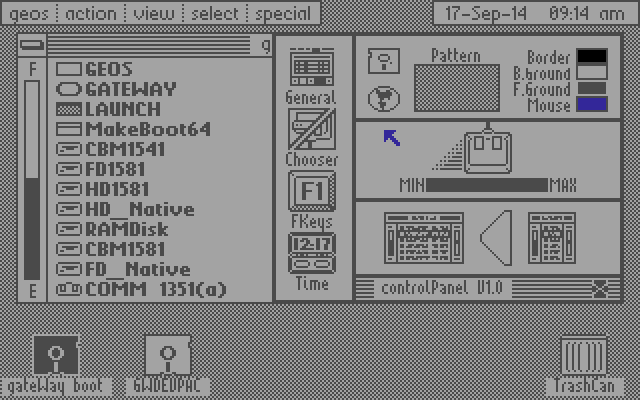 geos action view select special
17-Sep-14 09:14 am
g
F
GEOS
GATEWAY
LAUNCH
MakeBoot64
CBM1541
FD1581
HD1581
HD_Native
RAMDisk
CBM1581
FD_Native
COMM 1351(a)
E
General
Chooser
F1
FKeys
12:17
Time
Pattern
Border
B.Ground
F.Ground
Mouse
MIN MAX
controlPanel V1.0
gateWay boot
GWDEUPAC
TrashCan